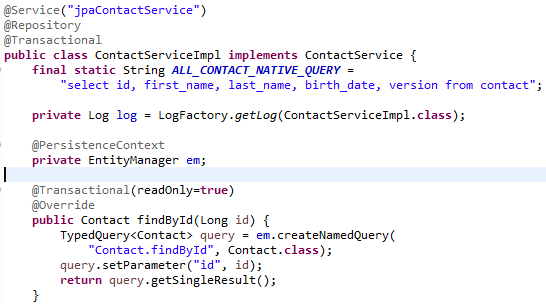 @Service("jpaContactService")
@Repository
@Transactional
public class ContactServiceImpl implements ContactService {
    final static String ALL_CONTACT_NATIVE_QUERY =
        "select id, first_name, last_name, birth_date, version from contact";

    private Log log = LogFactory.getLog(ContactServiceImpl.class);

    @PersistenceContext
    private EntityManager em;

    @Transactional(readOnly=true)
    @Override
    public Contact findById(Long id) {
        TypedQuery<Contact> query = em.createNamedQuery(
            "Contact.findById", Contact.class);
        query.setParameter("id", id);
        return query.getSingleResult();
    }